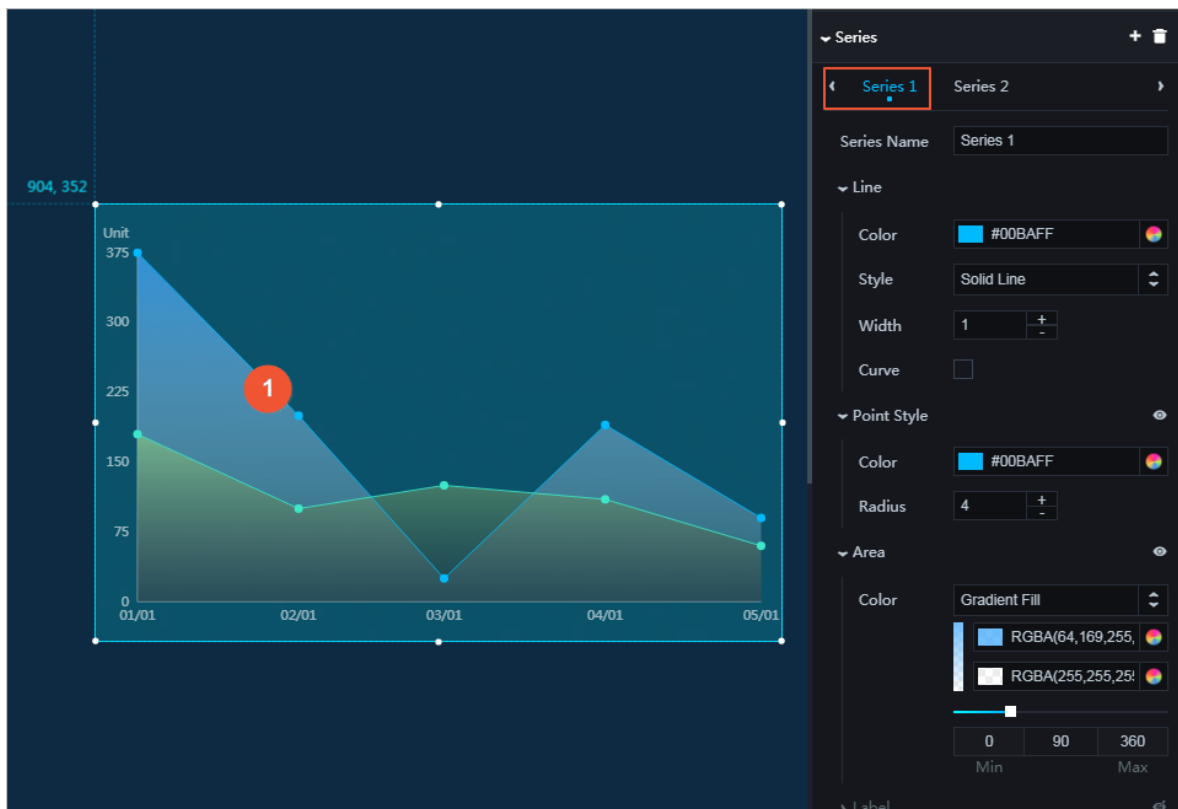 Series
Series 1
Series 2
Series Name
Series 1
904, 352
Line
Unit
375
300
225
150
75
0
01/01
02/01
03/01
04/01
05/01
1
Color
#00BAFF
Style
Solid Line
Width
1
+
-
Curve
Point Style
Color
#00BAFF
Radius
4
+
-
Area
Color
Gradient Fill
RGBA(64,169,255,
RGBA(255,255,255
0
90
360
Min
Max
Label